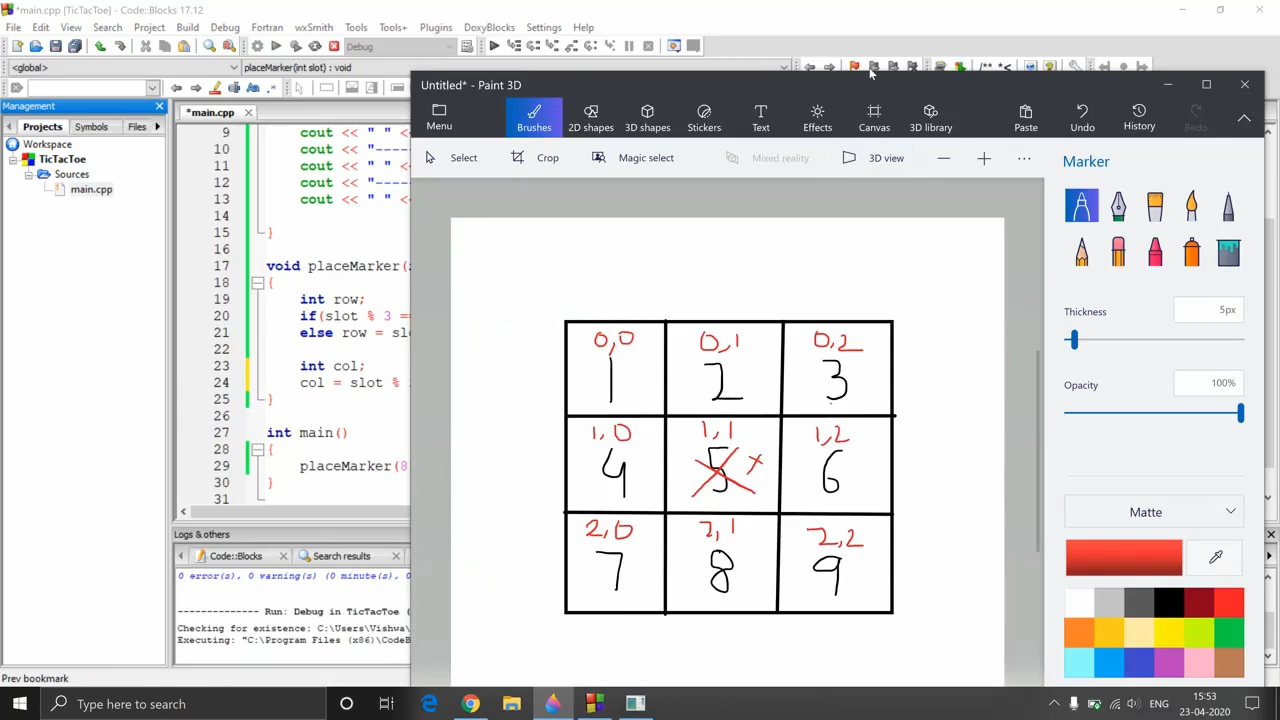 *main.cpp [TicTacToe] - Code::Blocks 17.12
File Edit View Search Project Build Debug Fortran wxSmith Tools Tools+ Plugins DoxyBlocks Settings Help
Debug
<global> placeMarker(int slot) : void
Management
Projects Symbols Files
Workspace
TicTacToe
Sources
main.cpp
*main.cpp
9 cout << " " <
10 cout << "----
11 cout << " " <
12 cout << "----
13 cout << " " <
14
15 }
16
17 void placeMarker(
18 {
19 int row;
20 if(slot % 3 =
21 else row = slo
22
23 int col;
24 col = slot %
25 }
26
27 int main()
28 {
29 placeMarker(8
30 }
31
Logs & others
Code::Blocks Search results
0 error(s), 0 warning(s) (0 minute(s),
-------------- Run: Debug in TicTacToe (
Checking for existence: C:\Users\Vishwa
Executing: "C:\Program Files (x86)\CodeB
Prev bookmark
Untitled* - Paint 3D
Menu Brushes 2D shapes 3D shapes Stickers Text Effects Canvas 3D library Paste Undo History Redo
Select Crop Magic select Mixed reality 3D view
Marker
Thickness 5px
Opacity 100%
Matte
0,0 0,1 0,2
1 2 3
1,0 1,1 1,2
4 5 x 6
2,0 2,1 2,2
7 8 9
Type here to search
15:53
23-04-2020